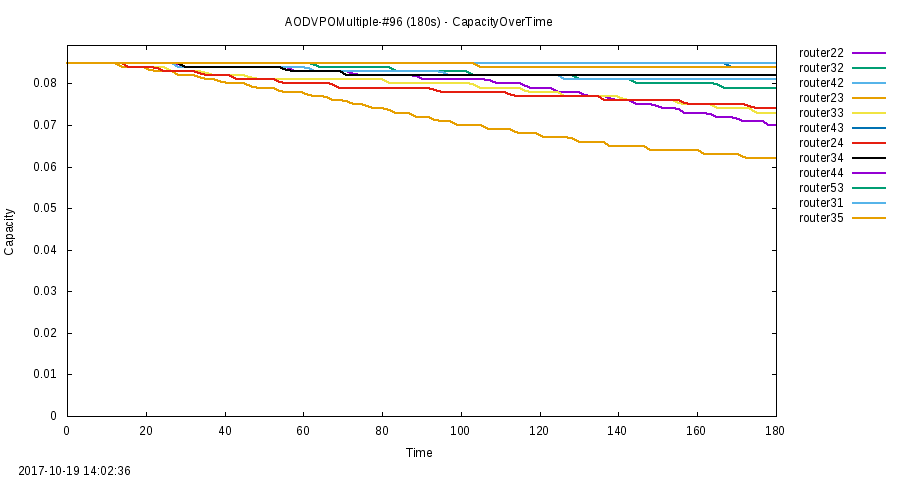 AODVPOMultiple-#96 (180s) - CapacityOverTime
router22
router32
router42
router23
router33
router43
router24
router34
router44
router53
router31
router35
0.08
0.07
0.06
0.05
0.04
0.03
0.02
0.01
0
Capacity
0 20 40 60 80 100 120 140 160 180
Time
2017-10-19 14:02:36